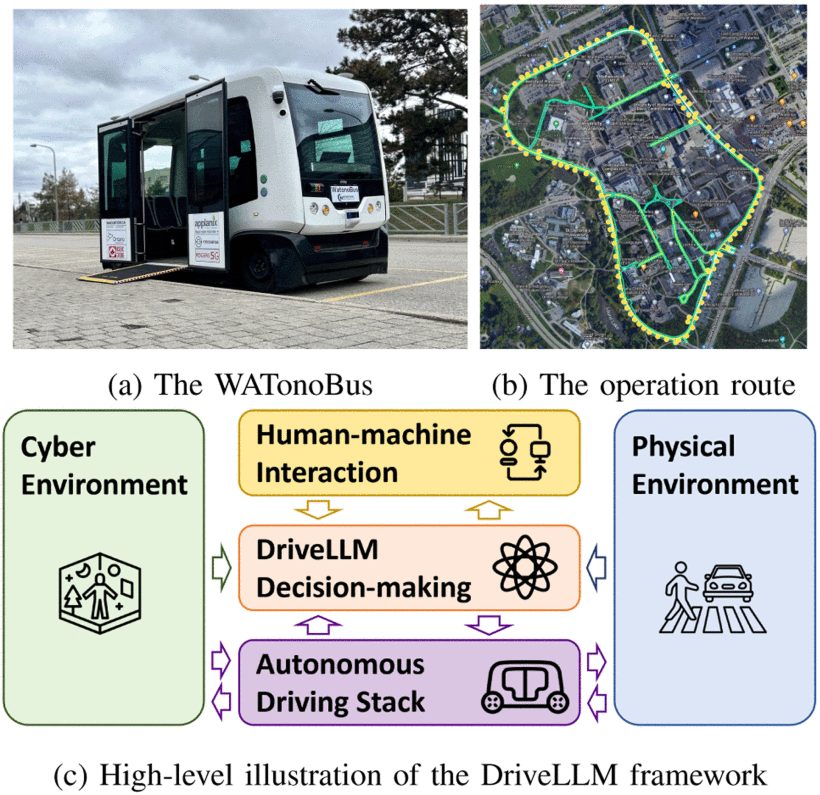 WATonoBus
applanix
ROGERS 5G
(a) The WATonoBus
(b) The operation route
Cyber
Environment
Human-machine
Interaction
Physical
Environment
DriveLLM
Decision-making
Autonomous
Driving Stack
(c) High-level illustration of the DriveLLM framework